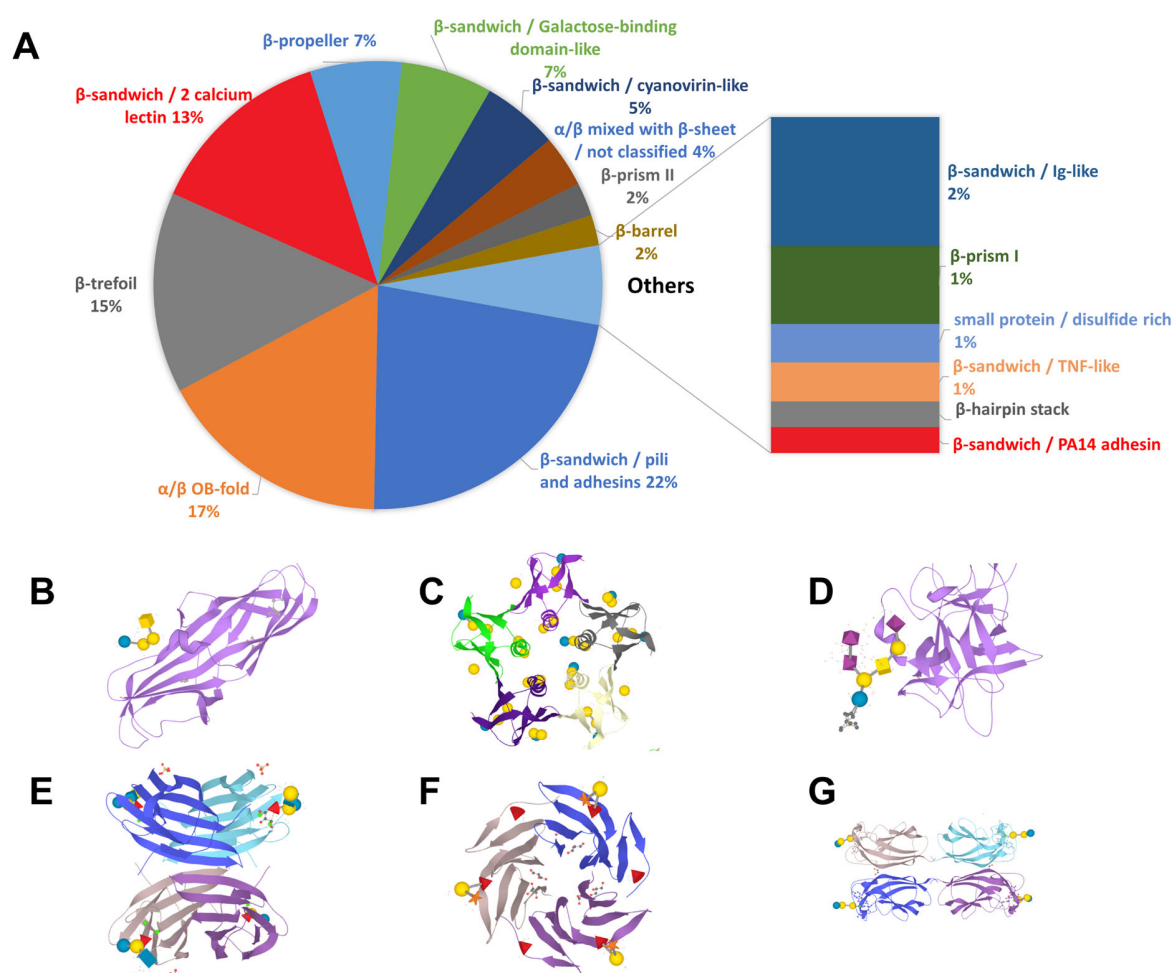 A
β-propeller 7%
β-sandwich / Galactose-binding
domain-like
7%
β-sandwich / 2 calcium
lectin 13%
β-sandwich / cyanovirin-like
5%
α/β mixed with β-sheet
/ not classified 4%
β-prism II
2%
β-barrel
2%
Others
β-trefoil
15%
α/β OB-fold
17%
β-sandwich / pili
and adhesins 22%
β-sandwich / Ig-like
2%
β-prism I
1%
small protein / disulfide rich
1%
β-sandwich / TNF-like
1%
β-hairpin stack
β-sandwich / PA14 adhesin
B
C
D
E
F
G